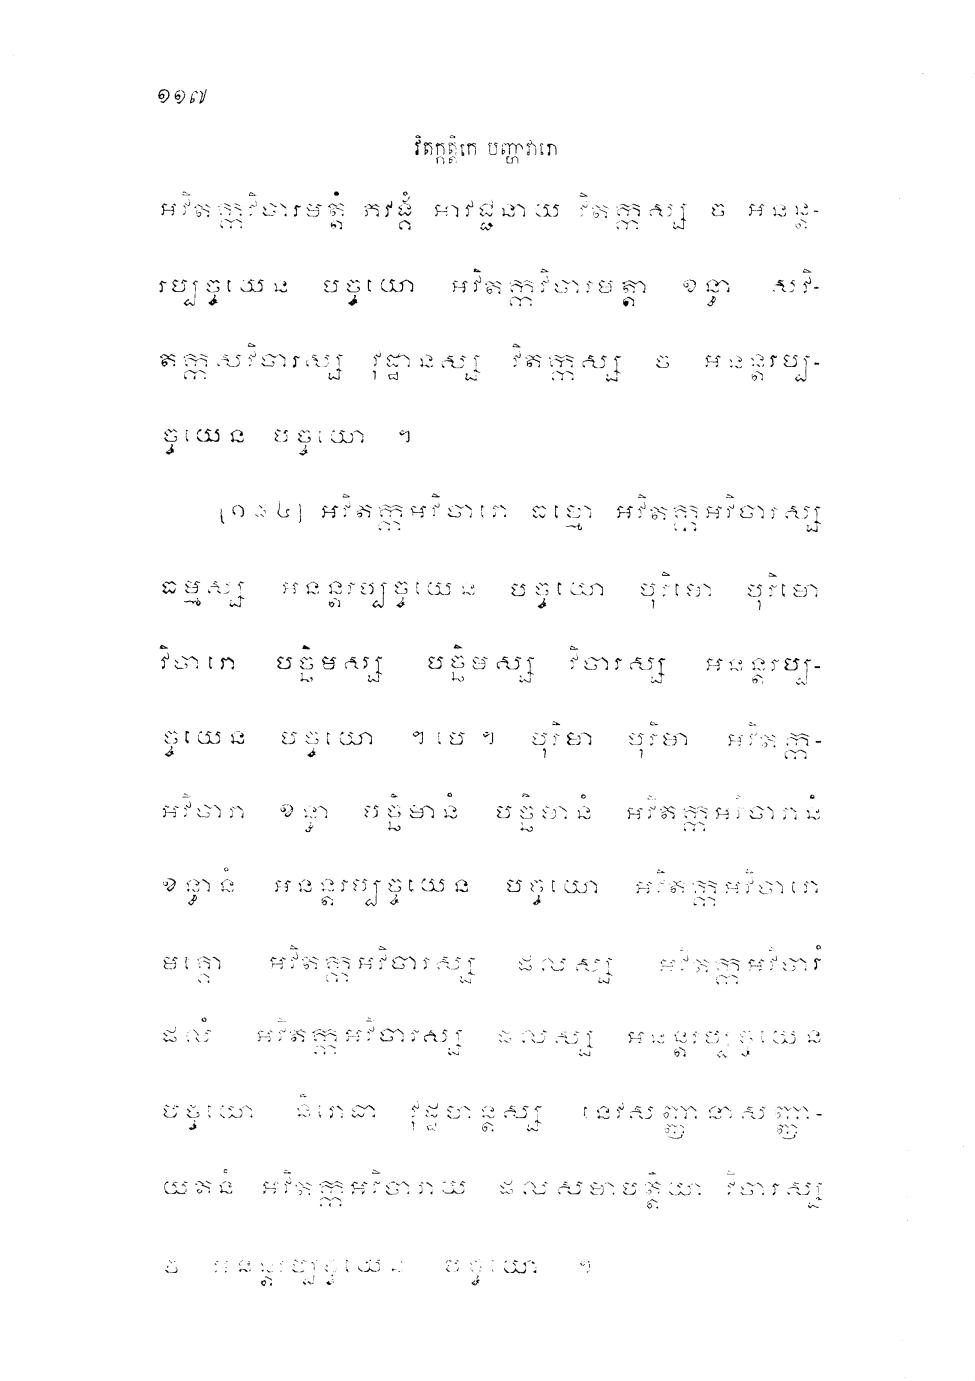 ១១៧
វិតក្កត្តិកេ បញ្ហាវារោ
អវិតក្កវិចារមត្តំ ភវង្គំ អាវជ្ជនាយ វិតក្កស្ស ច អនន្ត-
រប្បច្ចយេន បច្ចយោ អវិតក្កវិចារមត្តា ខន្ធា សវិ-
តក្កសវិចារស្ស វុដ្ឋានស្ស វិតក្កស្ស ច អនន្តរប្ប-
ច្ចយេន បច្ចយោ ។
[១៦៤] អវិតក្កអវិចារោ ធម្មោ អវិតក្កអវិចារស្ស
ធម្មស្ស អនន្តរប្បច្ចយេន បច្ចយោ បុរិមោ បុរិមោ
វិចារោ បច្ឆិមស្ស បច្ឆិមស្ស វិចារស្ស អនន្តរប្ប-
ច្ចយេន បច្ចយោ ។ បេ ។ បុរិមា បុរិមា អវិតក្ក-
អវិចារា ខន្ធា បច្ឆិមានំ បច្ឆិមានំ អវិតក្កអវិចារានំ
ខន្ធានំ អនន្តរប្បច្ចយេន បច្ចយោ អវិតក្កអវិចារោ
មគ្គោ អវិតក្កអវិចារស្ស ផលស្ស អវិតក្កអវិចារំ
ផលំ អវិតក្កអវិចារស្ស ផលស្ស អនន្តរប្បច្ចយេន
បច្ចយោ និរោធា វុដ្ឋហន្តស្ស នេវសញ្ញានាសញ្ញា-
យតនំ អវិតក្កអវិចារាយ ផលសមាបត្តិយា វិចារស្ស
ច អនន្តរប្បច្ចយេន បច្ចយោ ។